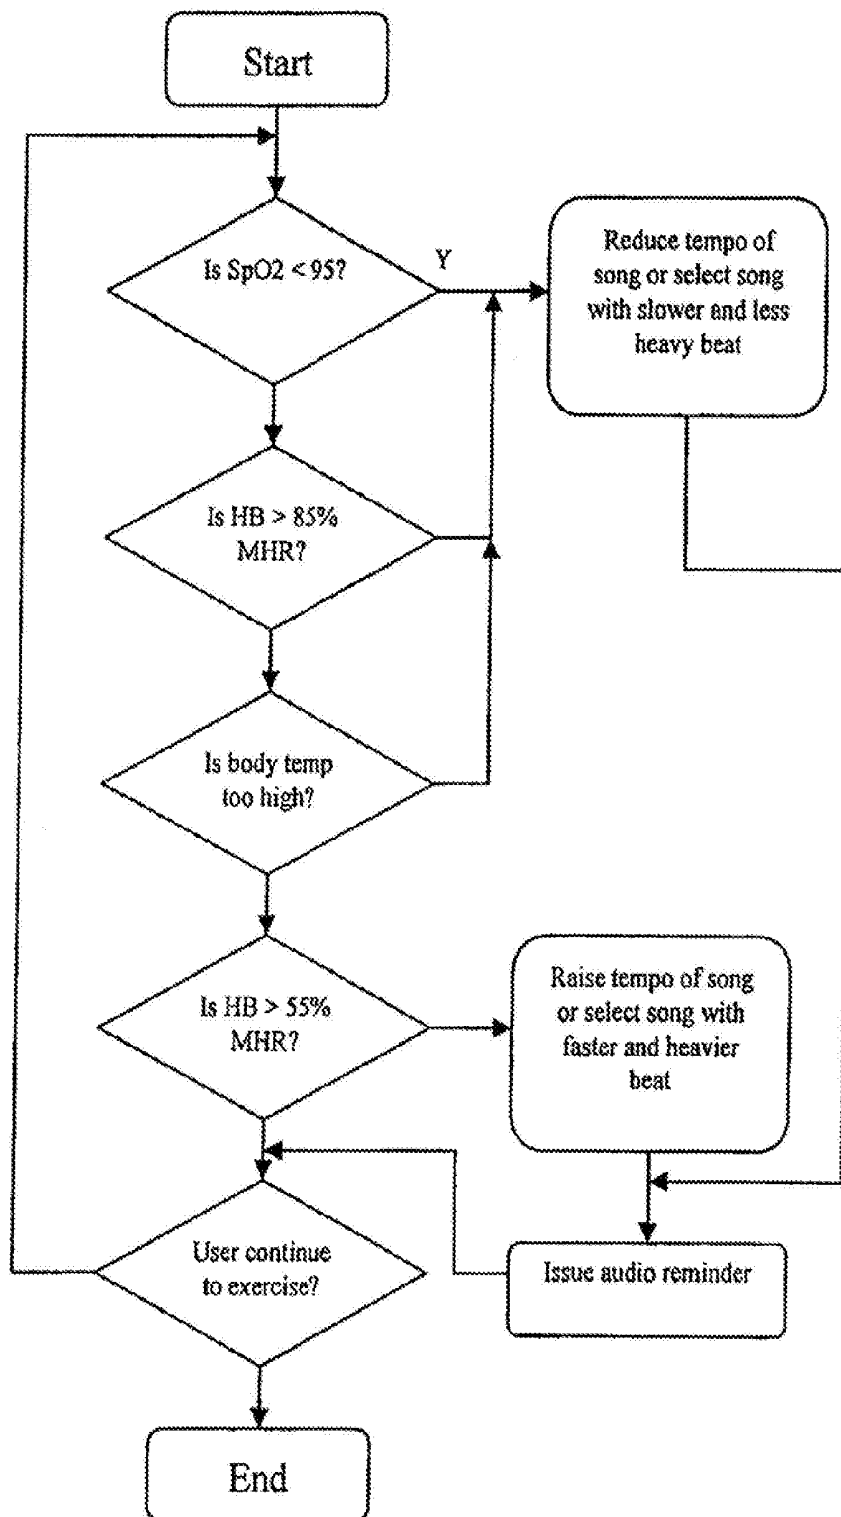 Start
Is SpO2 < 95?
Y
Reduce tempo of
song or select song
with slower and less
heavy beat
Is HB > 85%
MHR?
Is body temp
too high?
Is HB > 55%
MHR?
Raise tempo of song
or select song with
faster and heavier
beat
User continue
to exercise?
Issue audio reminder
End